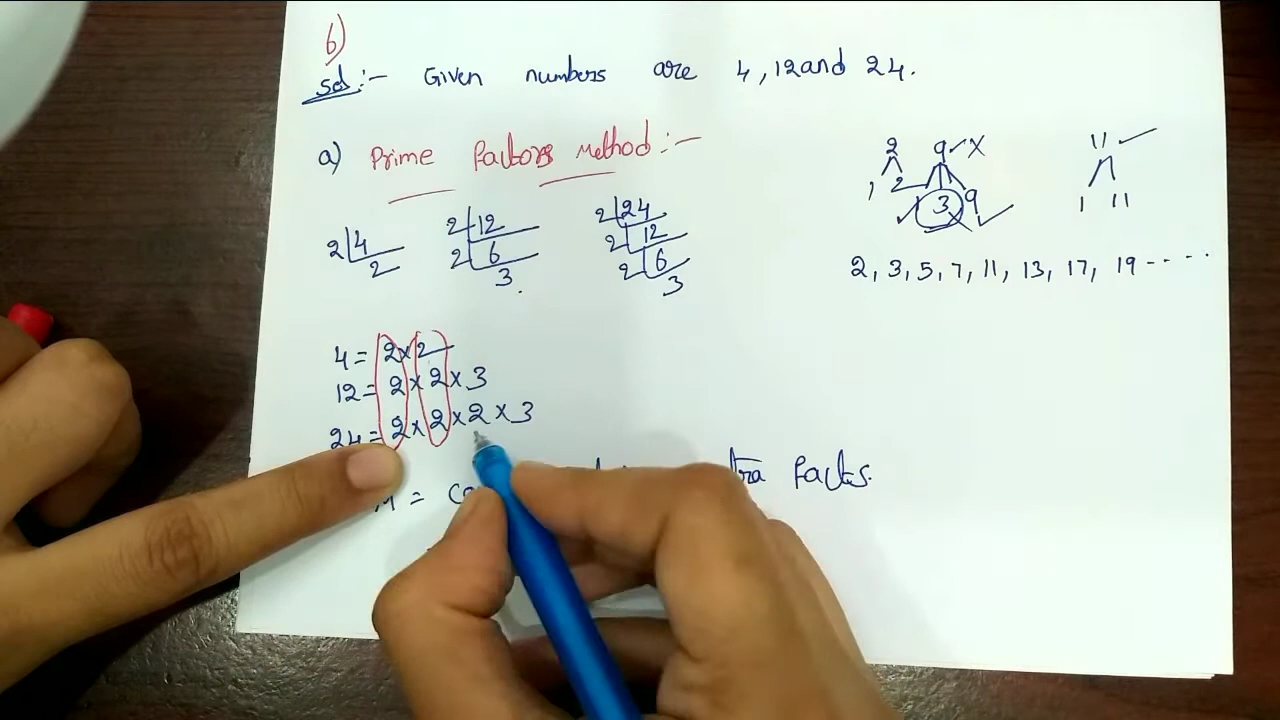 6)
Sol:- Given numbers are 4, 12 and 24.
a) Prime Factors Method:-
2 9 ✓ X 11 ✓
1 2 3 9 1 11
2 4 2 12 2 24
2 2 6 2 12
3 2 6
3
2, 3, 5, 7, 11, 13, 17, 19 - - - -
4 = 2 x 2
12 = 2 x 2 x 3
24 = 2 x 2 x 2 x 3
=